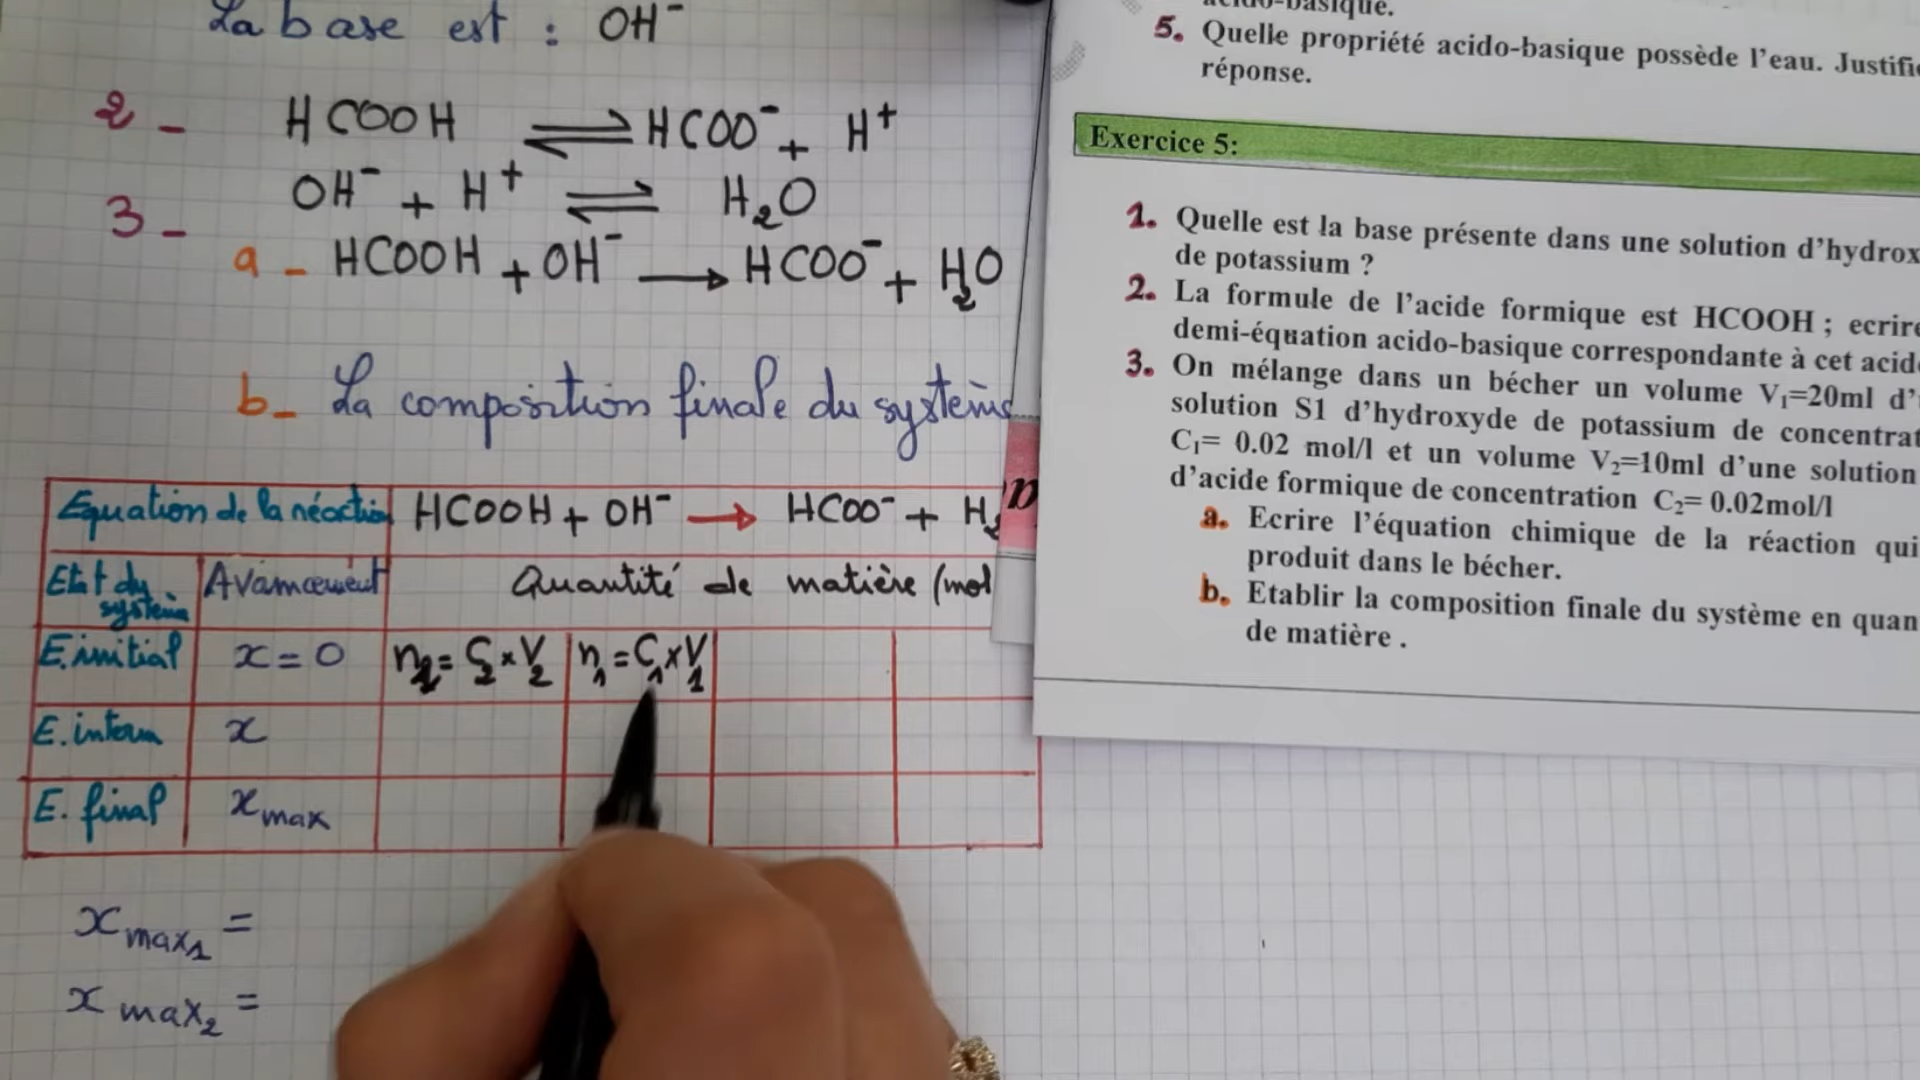 La base est : OH⁻
2 - HCOOH ⇌ HCOO⁻ + H⁺
OH⁻ + H⁺ ⇌ H₂O
3 -
a - HCOOH + OH⁻ → HCOO⁻ + H₂O
b - La composition finale du système
Equation de la réaction HCOOH + OH⁻ → HCOO⁻ + H
Etat du système Avancement Quantité de matière (mol
E. initial x = 0 n₂ = C₂ × V₂ n₁ = C₁ × V₁
E. interm x
E. final x max
x max₁ =
x max₂ =
acido-basique.
5. Quelle propriété acido-basique possède l'eau. Justifie
réponse.
Exercice 5:
1. Quelle est la base présente dans une solution d'hydrox
de potassium ?
2. La formule de l'acide formique est HCOOH ; ecrire
demi-équation acido-basique correspondante à cet acid
3. On mélange dans un bécher un volume V₁=20ml d'
solution S1 d'hydroxyde de potassium de concentrat
C₁= 0.02 mol/l et un volume V₂=10ml d'une solution
d'acide formique de concentration C₂= 0.02mol/l
a. Ecrire l'équation chimique de la réaction qui
produit dans le bécher.
b. Etablir la composition finale du système en quan
de matière .